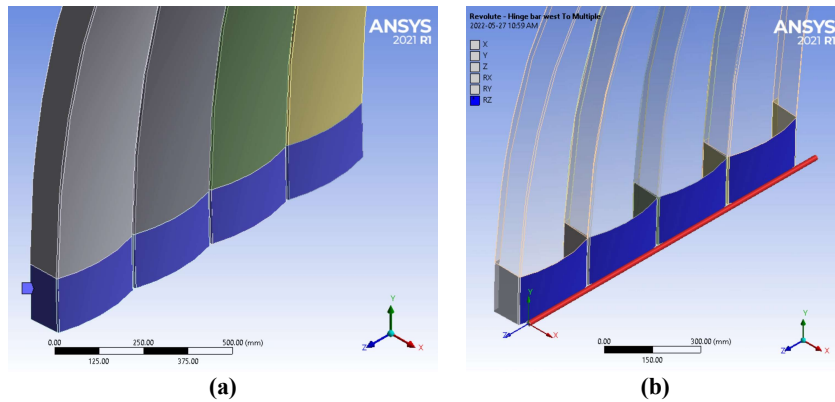 ANSYS
2021 R1
Y
Z
X
0.00
250.00
500.00 (mm)
125.00
375.00
(a)
Revolute - Hinge bar west To Multiple
2022-05-27 10:59 AM
X
Y
Z
RX
RY
RZ
ANSYS
2021 R1
Y
Z
X
Y
Z
X
0.00
300.00 (mm)
150.00
(b)